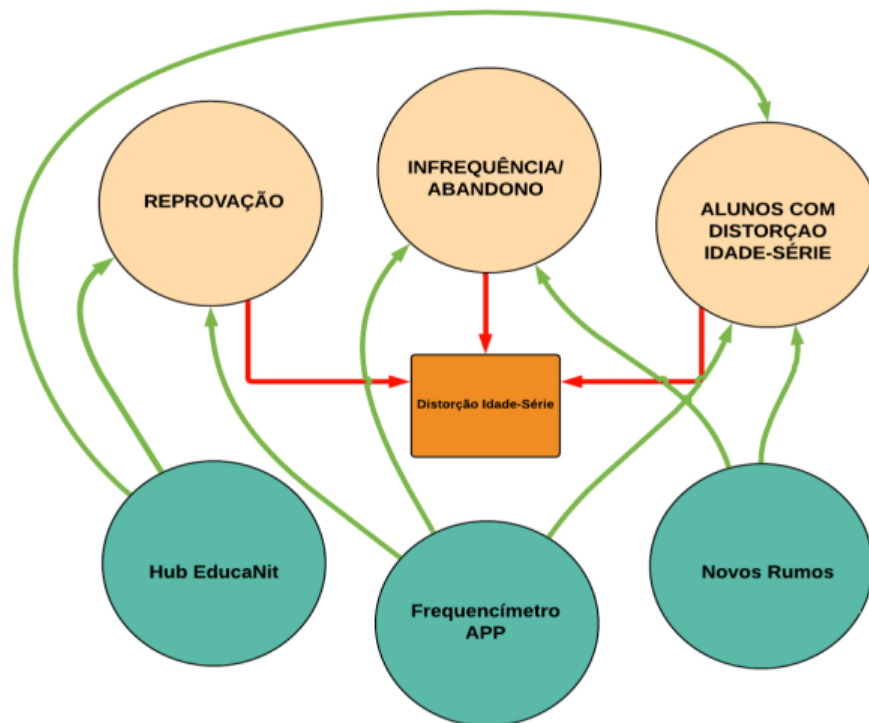 REPROVAÇÃO
INFREQUÊNCIA/
ABANDONO
ALUNOS COM
DISTORÇAO
IDADE-SÉRIE
Distorção Idade-Série
Hub EducaNit
Frequencímetro
APP
Novos Rumos